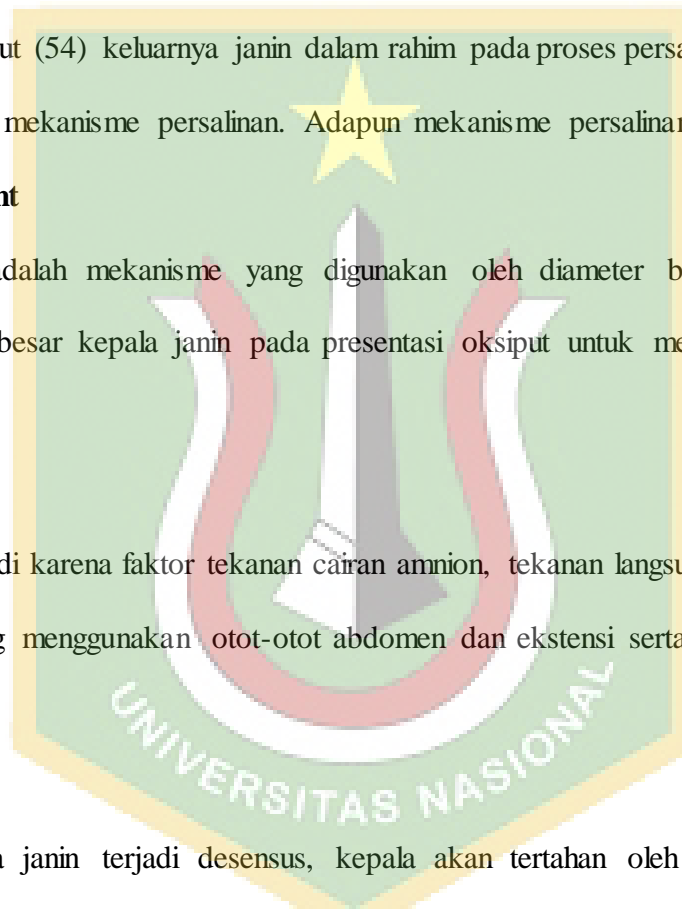 ut (54) keluarnya janin dalam rahim pada proses persa
mekanisme persalinan. Adapun mekanisme persalinan
nt
adalah mekanisme yang digunakan oleh diameter b
besar kepala janin pada presentasi oksiput untuk me
di karena faktor tekanan cairan amnion, tekanan langsu
g menggunakan otot-otot abdomen dan ekstensi serta
UNIVERSITAS NASIONAL
a janin terjadi desensus, kepala akan tertahan oleh